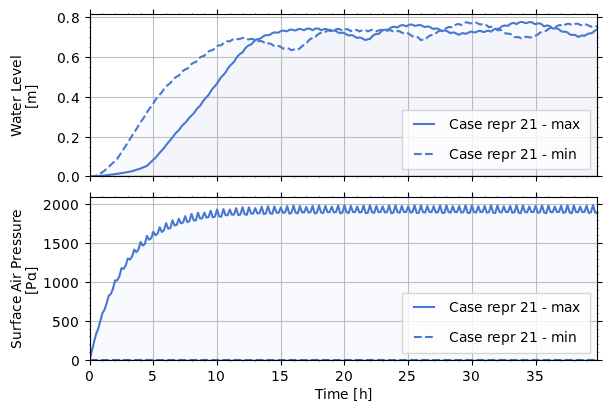 0.8
0.6
0.4
0.2
0.0
Water Level
[m]
Case repr 21 - max
Case repr 21 - min
2000
1500
1000
500
0
Surface Air Pressure
[Pa]
Case repr 21 - max
Case repr 21 - min
0 5 10 15 20 25 30 35
Time [h]